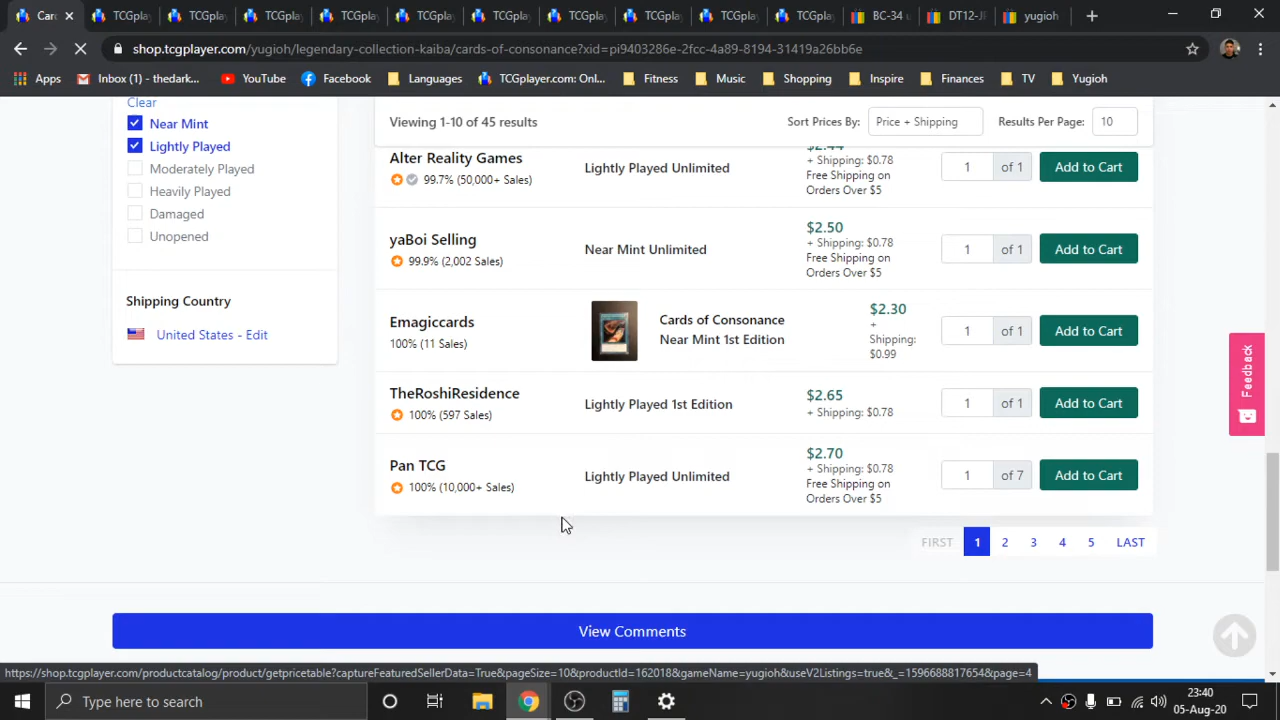 Card
TCGpla
TCGpla
TCGpla
TCGpla
TCGpla
TCGpla
TCGpla
TCGpla
TCGpla
TCGpla
BC-34 u
DT12-JF
yugioh
shop.tcgplayer.com/yugioh/legendary-collection-kaiba/cards-of-consonance?xid=pi9403286e-2fcc-4a89-8194-31419a26bb6e
Apps
Inbox (1) - thedark...
YouTube
Facebook
Languages
TCGplayer.com: Onl...
Fitness
Music
Shopping
Inspire
Finances
TV
Yugioh
Clear
Near Mint
Lightly Played
Moderately Played
Heavily Played
Damaged
Unopened
Shipping Country
United States - Edit
Viewing 1-10 of 45 results
Sort Prices By: Price + Shipping Results Per Page: 10
Alter Reality Games
99.7% (50,000+ Sales)
Lightly Played Unlimited
$2.44
+ Shipping: $0.78
Free Shipping on
Orders Over $5
1 of 1 Add to Cart
yaBoi Selling
99.9% (2,002 Sales)
Near Mint Unlimited
$2.50
+ Shipping: $0.78
Free Shipping on
Orders Over $5
1 of 1 Add to Cart
Emagiccards
100% (11 Sales)
Cards of Consonance
Near Mint 1st Edition
$2.30
+
Shipping:
$0.99
1 of 1 Add to Cart
TheRoshiResidence
100% (597 Sales)
Lightly Played 1st Edition
$2.65
+ Shipping: $0.78
1 of 1 Add to Cart
Pan TCG
100% (10,000+ Sales)
Lightly Played Unlimited
$2.70
+ Shipping: $0.78
Free Shipping on
Orders Over $5
1 of 7 Add to Cart
FIRST 1 2 3 4 5 LAST
View Comments
Feedback
https://shop.tcgplayer.com/productcatalog/product/getpricetable?captureFeaturedSellerData=True&pageSize=10&productId=162018&gameName=yugioh&useV2Listings=true&_=1596688817654&page=4
Type here to search
23:40
05-Aug-20